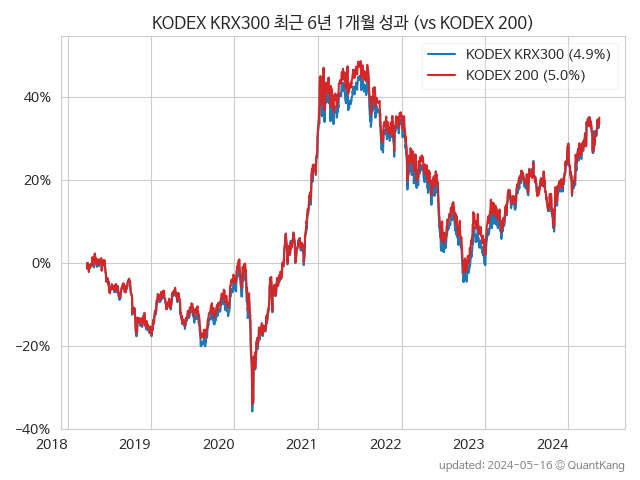 KODEX KRX300 최근 6년 1개월 성과 (vs KODEX 200)
KODEX KRX300 (4.9%)
KODEX 200 (5.0%)
40%
20%
0%
−20%
−40%
2018 2019 2020 2021 2022 2023 2024
updated: 2024-05-16 © QuantKang